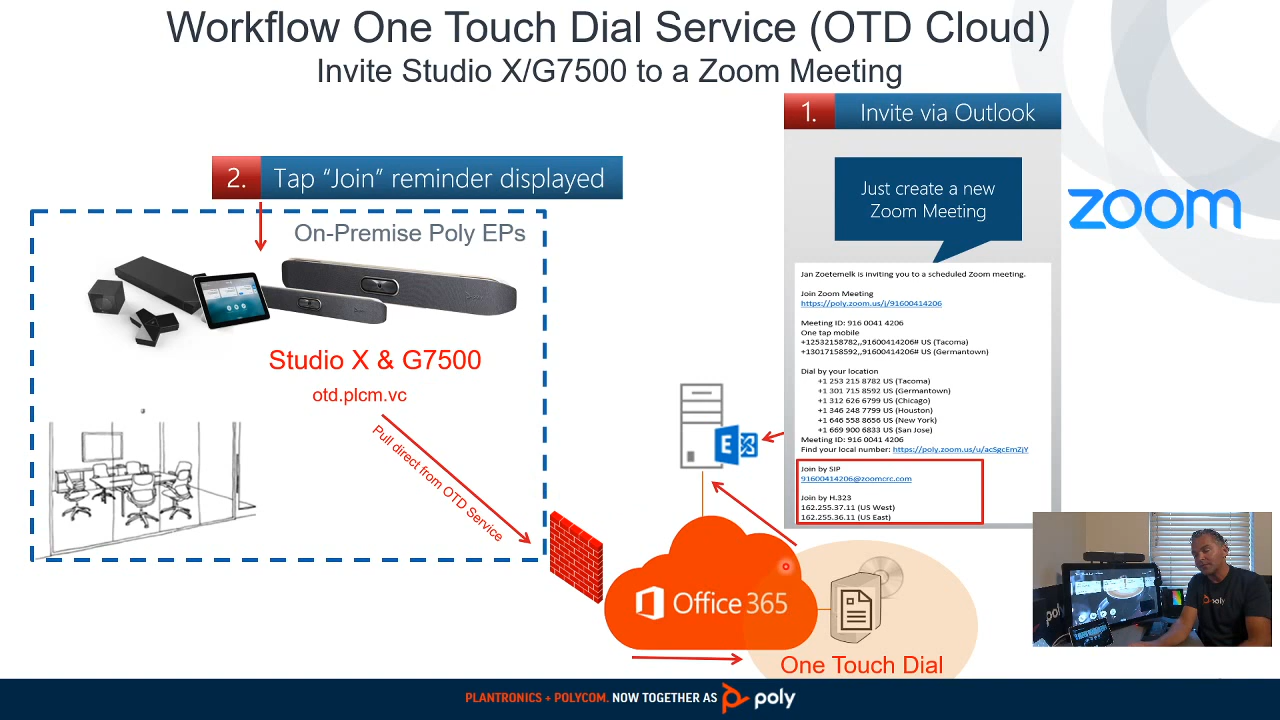 Workflow One Touch Dial Service (OTD Cloud)
Invite Studio X/G7500 to a Zoom Meeting
1. Invite via Outlook
Just create a new
Zoom Meeting
zoom
2. Tap “Join” reminder displayed
On-Premise Poly EPs
Studio X & G7500
otd.plcm.vc
Pull direct from OTD Service
Jan Zoetemelk is inviting you to a scheduled Zoom meeting.
Join Zoom Meeting
https://poly.zoom.us/j/91600414206
Meeting ID: 916 0041 4206
One tap mobile
+12532158782,,91600414206# US (Tacoma)
+13017158592,,91600414206# US (Germantown)
Dial by your location
+1 253 215 8782 US (Tacoma)
+1 301 715 8592 US (Germantown)
+1 312 626 6799 US (Chicago)
+1 346 248 7799 US (Houston)
+1 646 558 8656 US (New York)
+1 669 900 6833 US (San Jose)
Meeting ID: 916 0041 4206
Find your local number: https://poly.zoom.us/u/acSgcEmZjY
Join by SIP
91600414206@zoomcrc.com
Join by H.323
162.255.37.11 (US West)
162.255.36.11 (US East)
E
Office 365
One Touch Dial
poly
poly
PLANTRONICS + POLYCOM. NOW TOGETHER AS poly